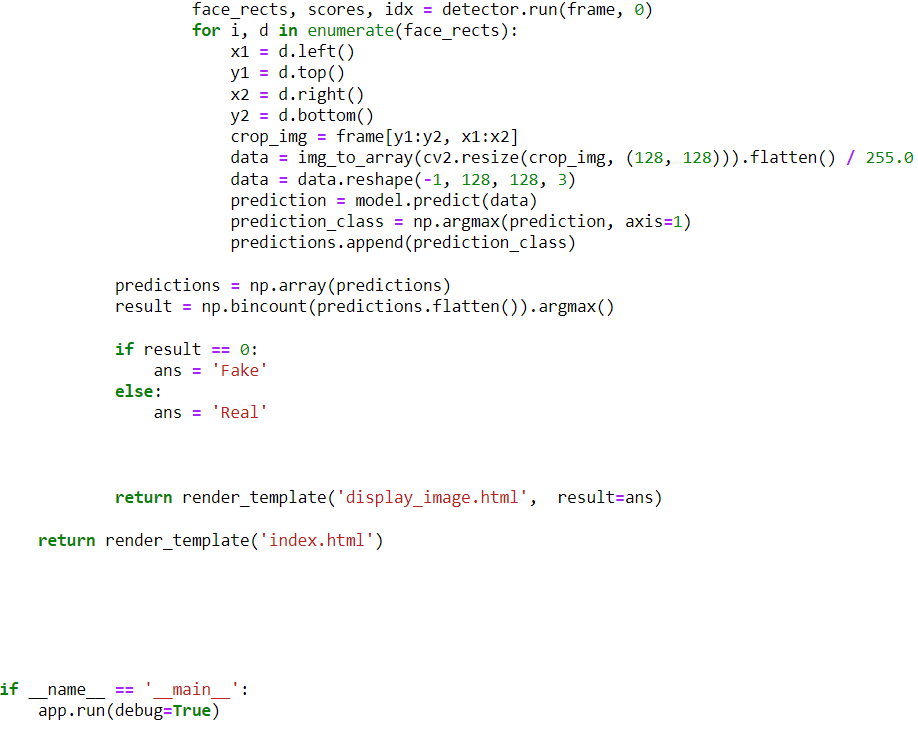 face_rects, scores, idx = detector.run(frame, 0)
for i, d in enumerate(face_rects):
x1 = d.left()
y1 = d.top()
x2 = d.right()
y2 = d.bottom()
crop_img = frame[y1:y2, x1:x2]
data = img_to_array(cv2.resize(crop_img, (128, 128))).flatten() / 255.0
data = data.reshape(-1, 128, 128, 3)
prediction = model.predict(data)
prediction_class = np.argmax(prediction, axis=1)
predictions.append(prediction_class)
predictions = np.array(predictions)
result = np.bincount(predictions.flatten()).argmax()
if result == 0:
ans = 'Fake'
else:
ans = 'Real'
return render_template('display_image.html',  result=ans)
return render_template('index.html')
if __name__ == '__main__':
app.run(debug=True)